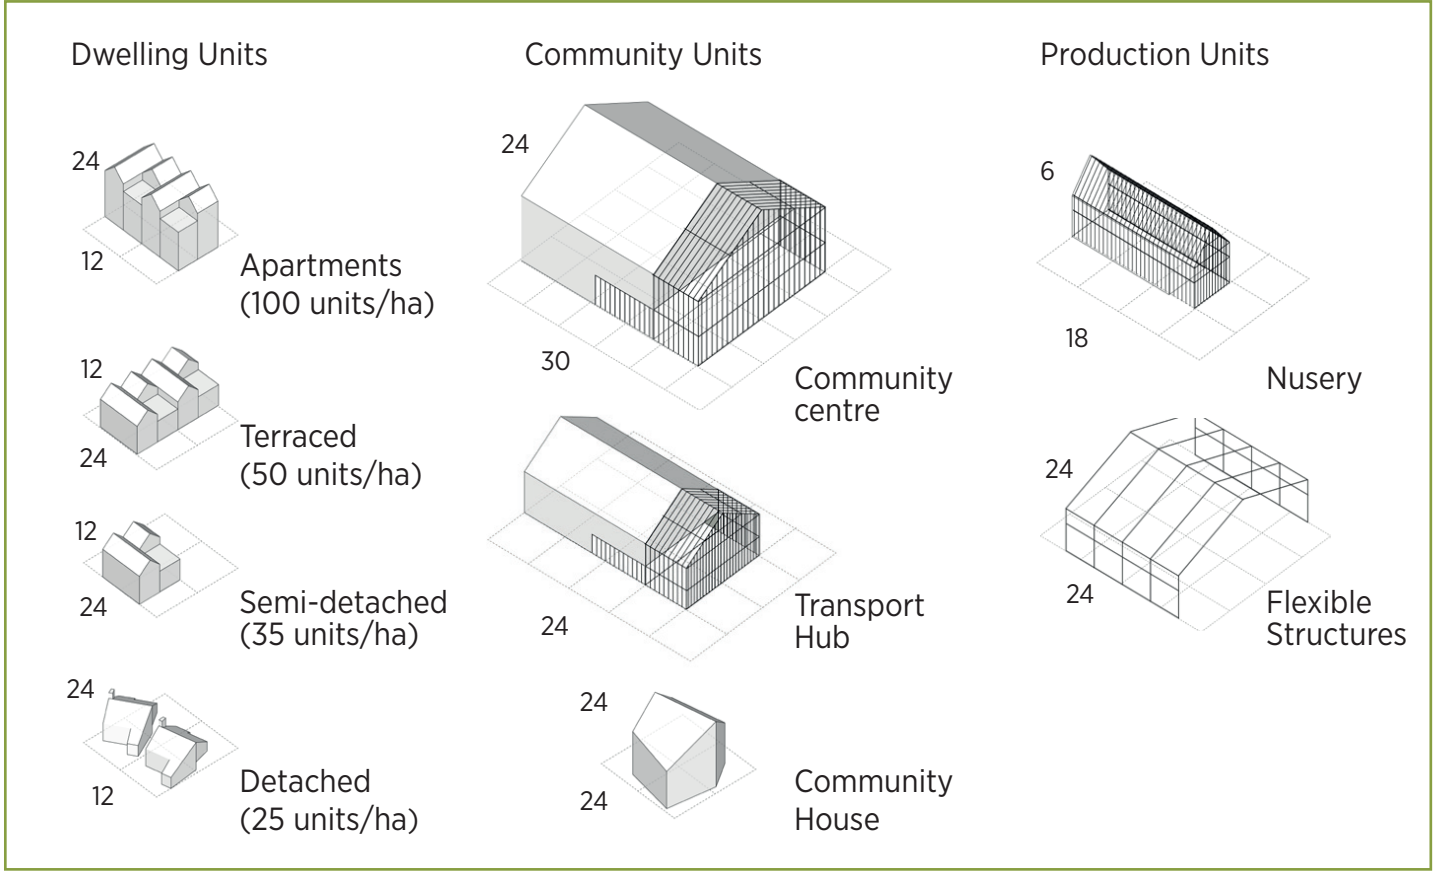 Dwelling Units
24
12
Apartments
(100 units/ha)
12
24
Terraced
(50 units/ha)
12
24
Semi-detached
(35 units/ha)
24
12
Detached
(25 units/ha)
Community Units
24
30
Community
centre
24
Transport
Hub
24
24
Community
House
Production Units
6
18
Nusery
24
24
Flexible
Structures